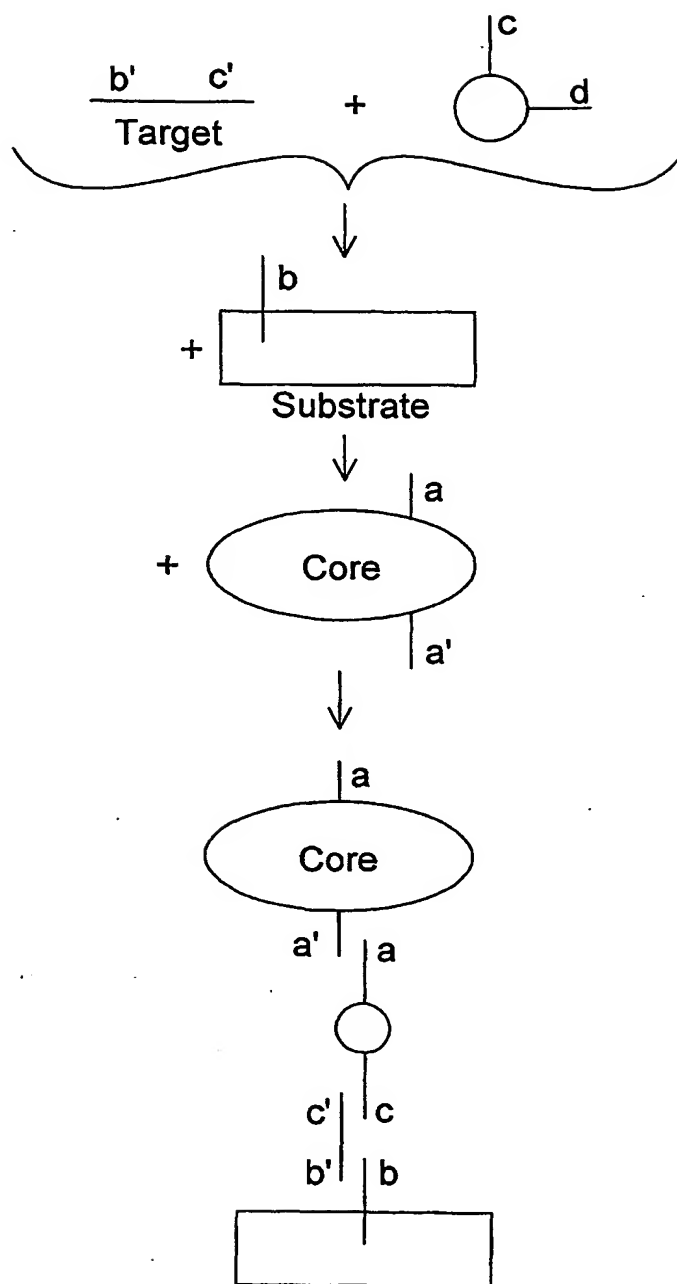 c
b' c' + d
Target
b
+
Substrate
a
+ Core
a'
a
Core
a' a
c' c
b' b